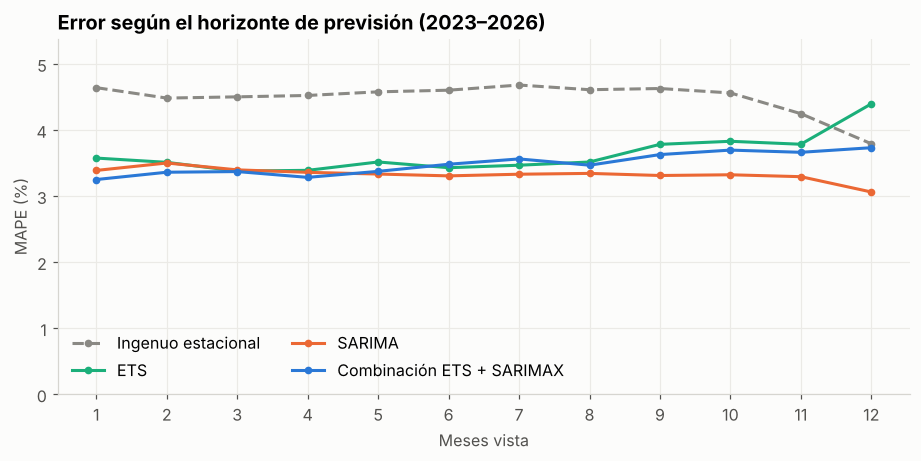 Error según el horizonte de previsión (2023–2026)
MAPE (%)
5
4
3
2
1
0
Ingenuo estacional
ETS
SARIMA
Combinación ETS + SARIMAX
1 2 3 4 5 6 7 8 9 10 11 12
Meses vista